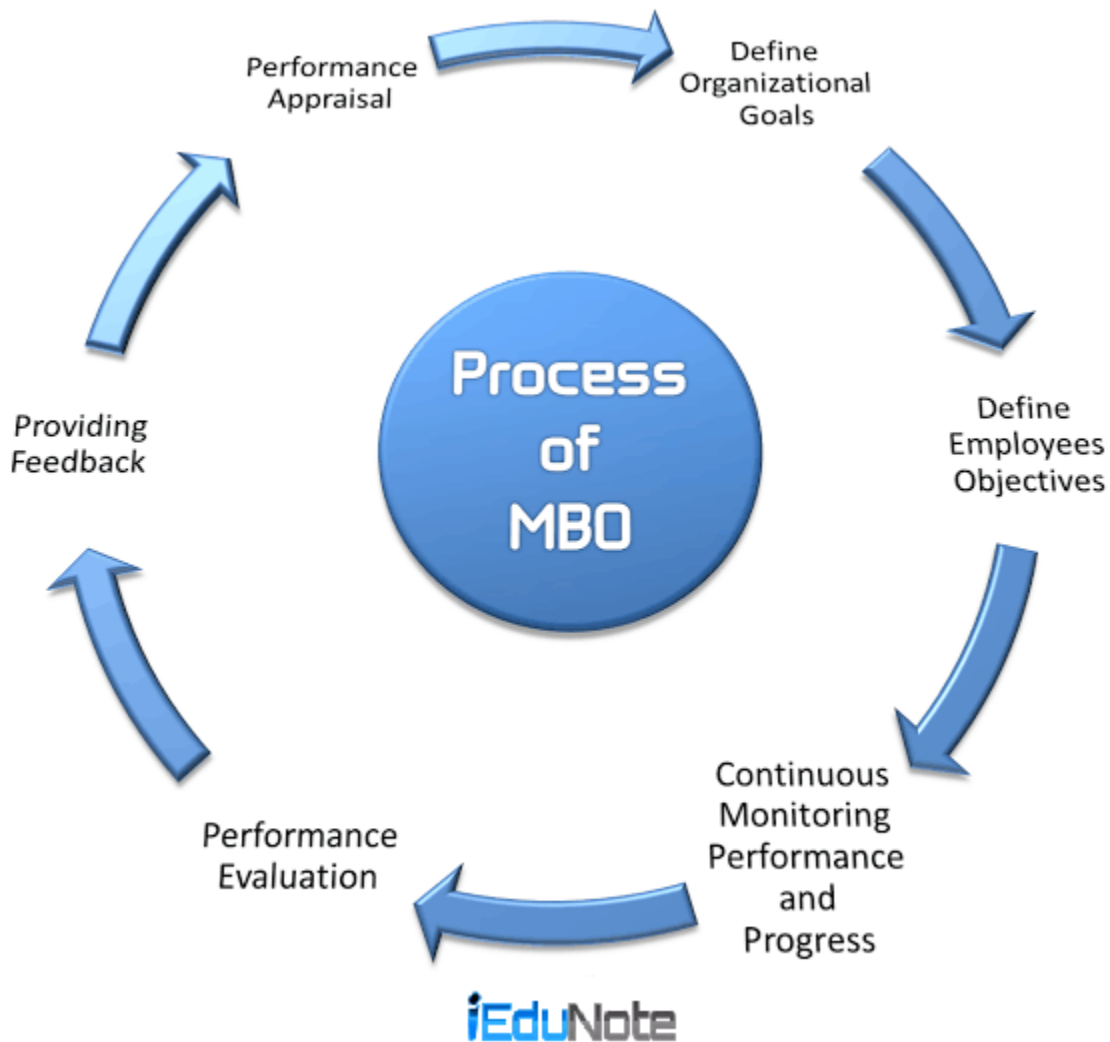 Performance
Appraisal
Define
Organizational
Goals
Define
Employees
Objectives
Continuous
Monitoring
Performance
and
Progress
Performance
Evaluation
Providing
Feedback
Process
of
MBO
iEduNote